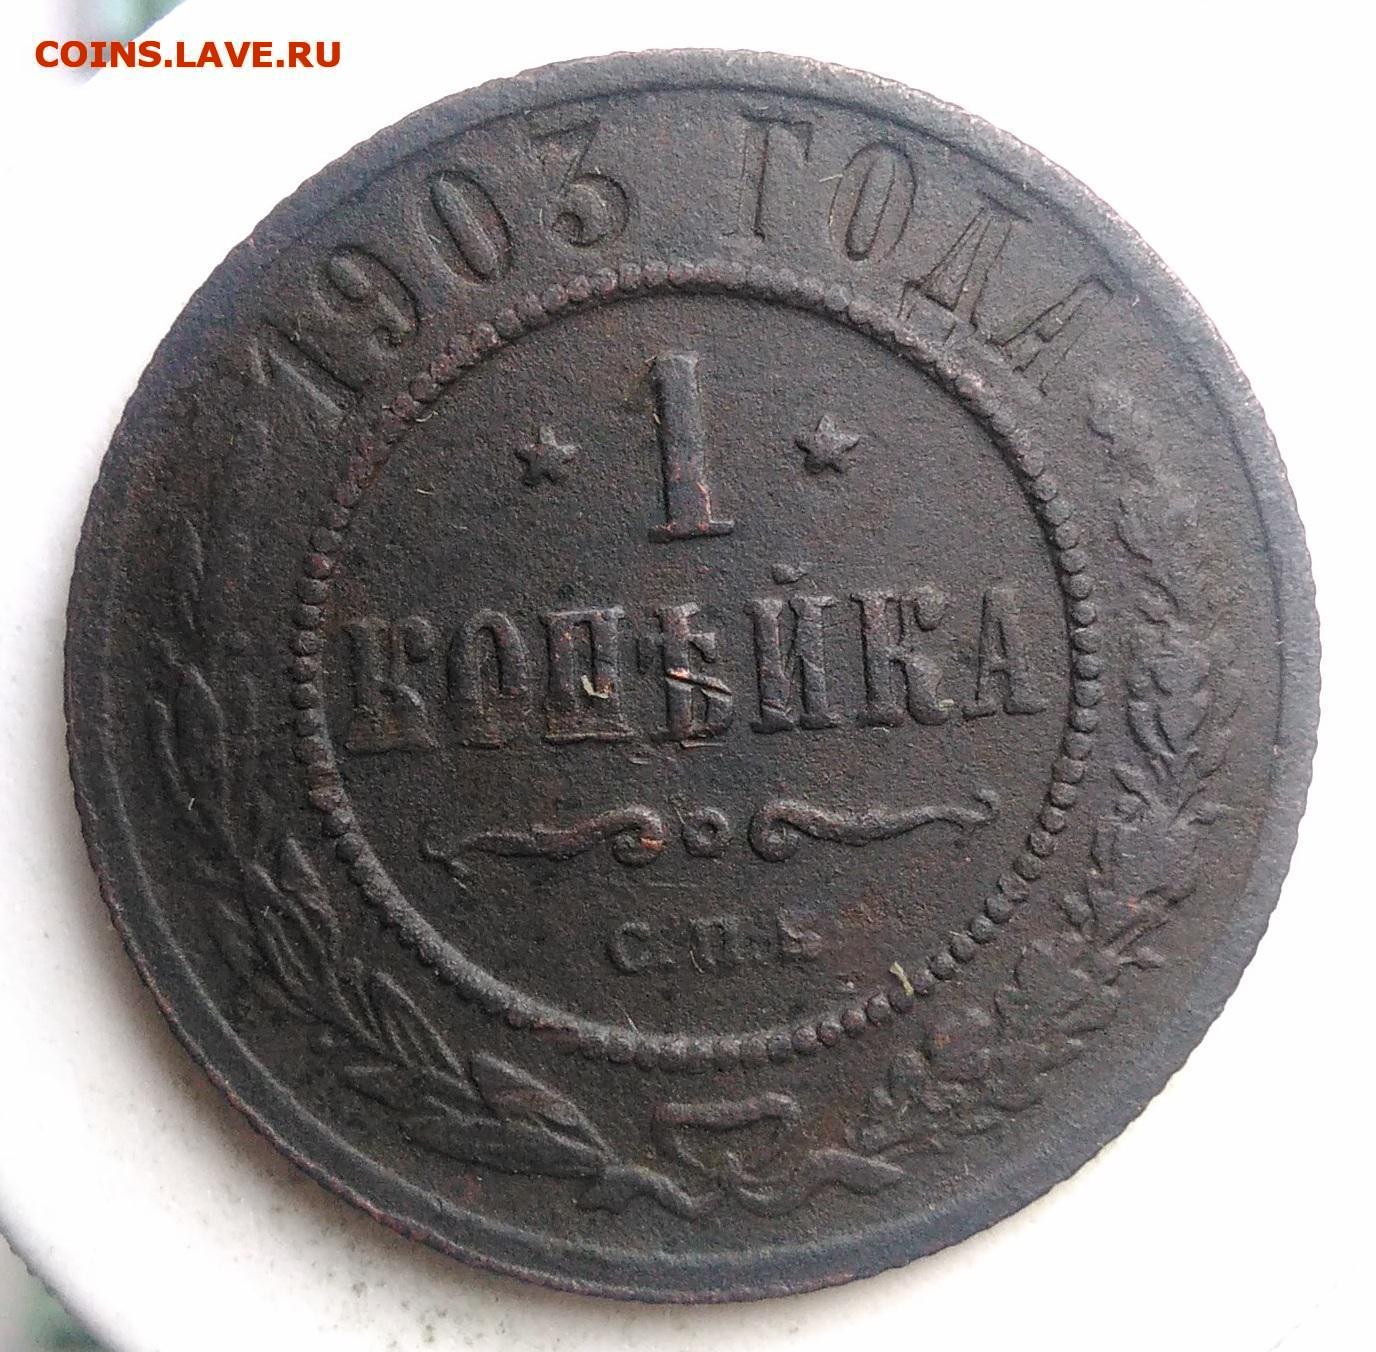 COINS.LAVE.RU
1903 ГОДА
1
КОПѢЙКА
С.П.Б.